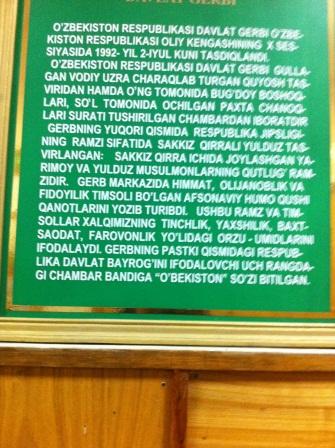 DAVLAT GERBI
O'ZBEKISTON RESPUBLIKASI DAVLAT GERBI O'ZBE-
KISTON RESPUBLIKASI OLIY KENGASHINING X SES-
SIYASIDA 1992- YIL 2-IYUL KUNI TASDIQLANDI.
O'ZBEKISTON RESPUBLIKASI DAVLAT GERBI GULLA-
GAN VODIY UZRA CHARAQLAB TURGAN QUYOSH TAS-
VIRIDAN HAMDA O'NG TOMONIDA BUG'DOY BOSHOQ-
LARI, SO'L TOMONIDA OCHILGAN PAXTA CHANOQ-
LARI SURATI TUSHIRILGAN CHAMBARDAN IBORATDIR
GERBNING YUQORI QISMIDA RESPUBLIKA JIPSLIGI-
NING RAMZI SIFATIDA SAKKIZ QIRRALI YULDUZ TAS-
VIRLANGAN: SAKKIZ QIRRA ICHIDA JOYLASHGAN YA-
RIMOY VA YULDUZ MUSULMONLARNING QUTLUG' RAM-
ZIDIR. GERB MARKAZIDA HIMMAT, OLIJANOBLIK VA
FIDOYILIK TIMSOLI BO'LGAN AFSONAVIY HUMO QUSHI
QANOTLARINI YOZIB TURIBDI. USHBU RAMZ VA TIM-
SOLLAR XALQIMIZNING TINCHLIK, YAXSHILIK, BAXT-
SAODAT, FAROVONLIK YO'LIDAGI ORZU - UMIDLARINI
IFODALAYDI. GERBNING PASTKI QISMIDAGI RESPUB-
LIKA DAVLAT BAYROG'INI IFODALOVCHI UCH RANGDA-
GI CHAMBAR BANDIGA "O'BEKISTON" SO'ZI BITILGAN.